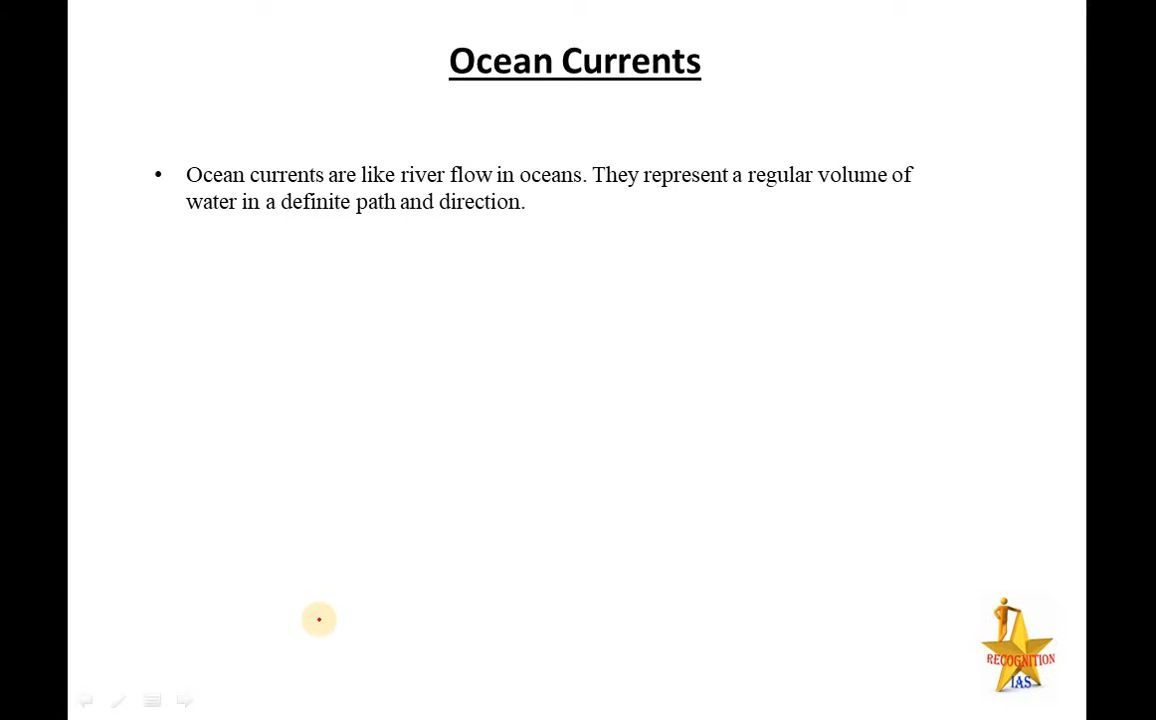 Ocean Currents
• Ocean currents are like river flow in oceans. They represent a regular volume of
water in a definite path and direction.
RECOGNITION
IAS